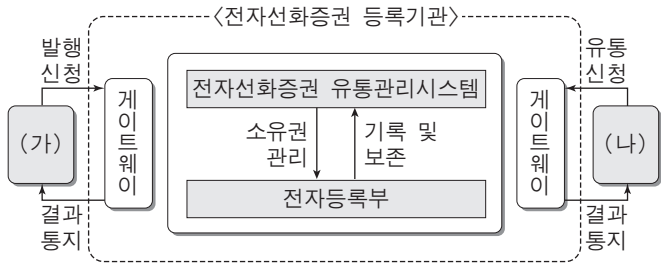 〈전자선화증권 등록기관〉
발행
신청
(가)
결과
통지
게이트웨이
전자선화증권 유통관리시스템
소유권
관리
기록 및
보존
전자등록부
게이트웨이
유통
신청
(나)
결과
통지